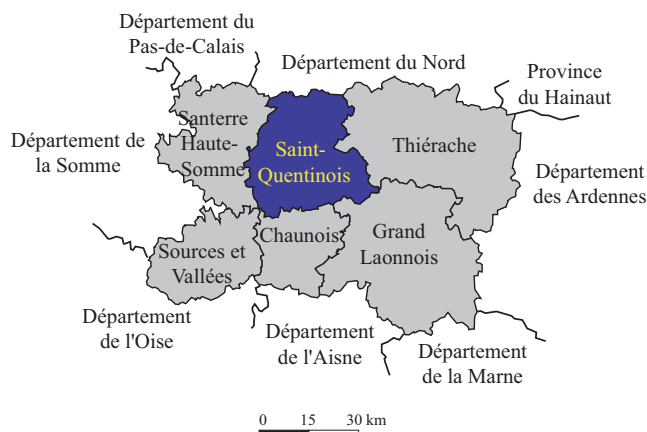 Département du
Pas-de-Calais
Département du Nord
Province
du Hainaut
Santerre
Haute-
Somme
Département de
la Somme
Saint-
Quentinois
Thiérache
Département
des Ardennes
Sources et
Vallées
Chaunois
Grand
Laonnois
Département
de l'Oise
Département
de l'Aisne
Département
de la Marne
0 15 30 km